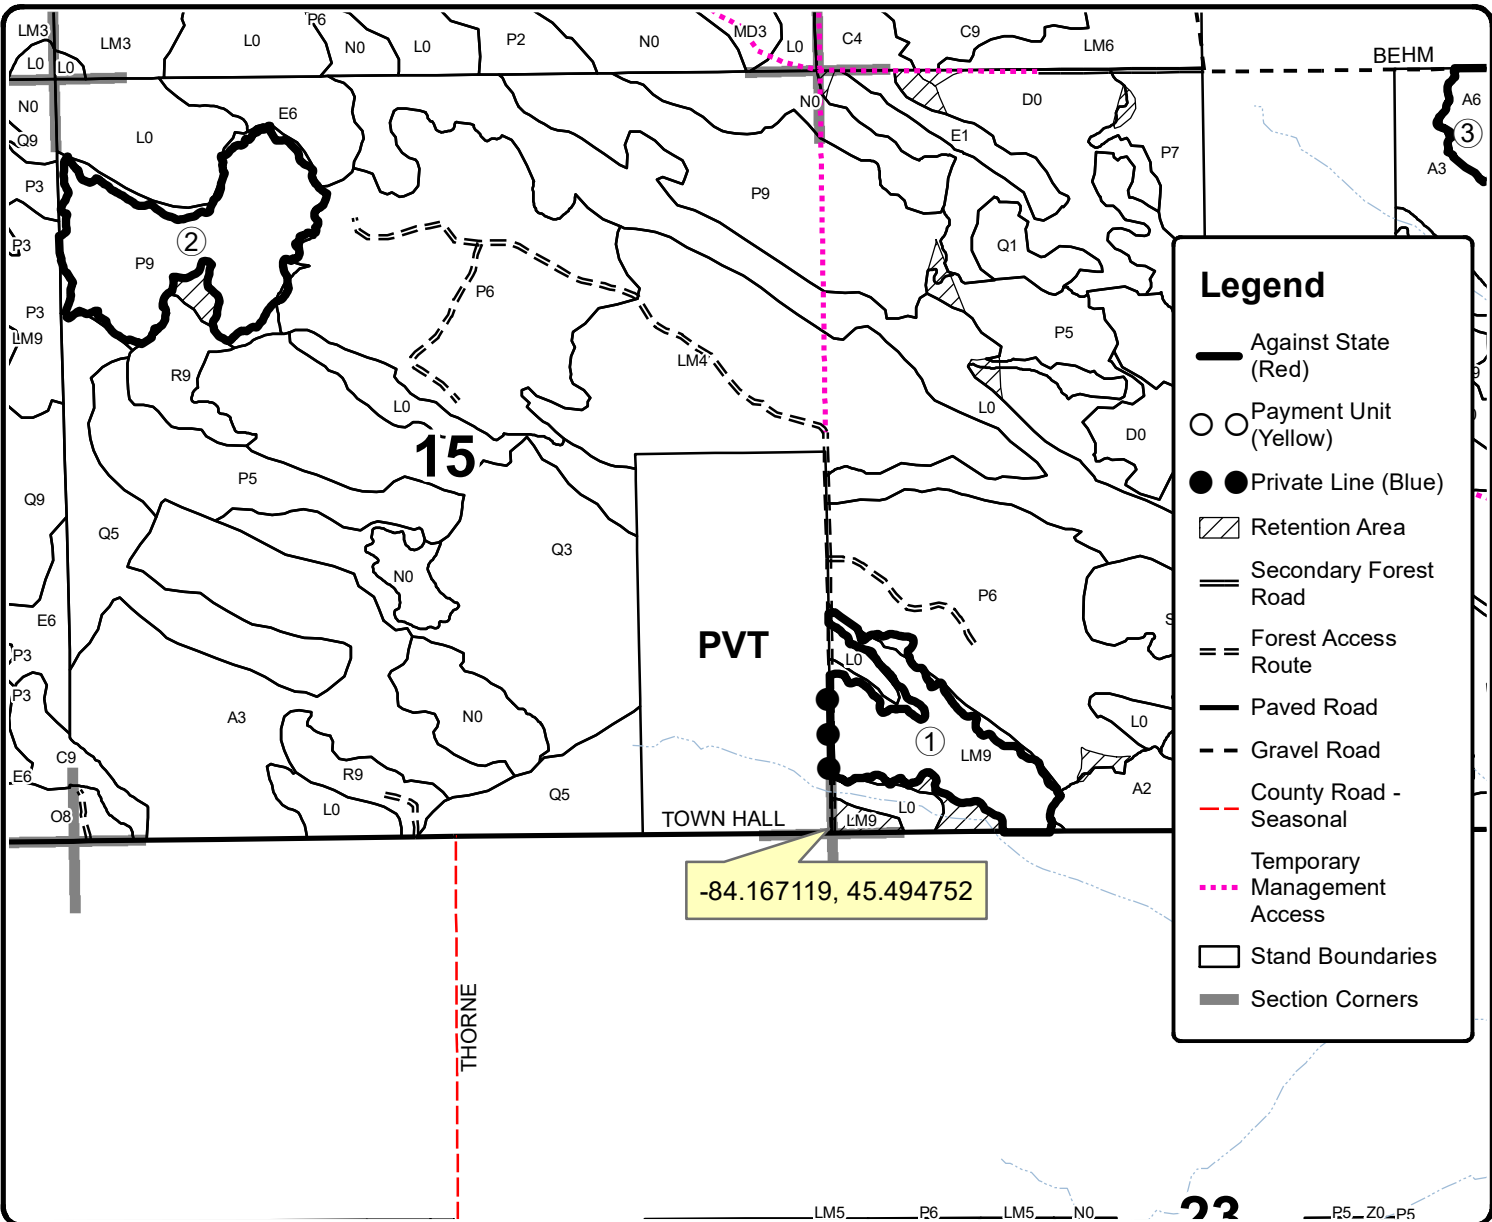 LM3
LM3
L0
P6
N0
L0
P2
N0
MD3
L0
C4
C9
LM6
BEHM
L0
L0
N0
Q9
L0
E6
N0
D0
E1
A6
3
P7
A3
P3
P9
P3
2
P9
Q1
P6
P3
LM9
P5
LM4
R9
L0
L0
D0
15
P5
Q9
Q5
Q3
N0
P6
E6
PVT
P3
L0
P3
A3
N0
L0
1
LM9
C9
E6
R9
Q5
A2
L0
O8
L0
TOWN HALL
LM9
-84.167119, 45.494752
THORNE
Legend
Against State
(Red)
Payment Unit
(Yellow)
Private Line (Blue)
Retention Area
Secondary Forest
Road
Forest Access
Route
Paved Road
Gravel Road
County Road -
Seasonal
Temporary
Management
Access
Stand Boundaries
Section Corners
LM5
P6
LM5
N0
23
P5
Z0
P5